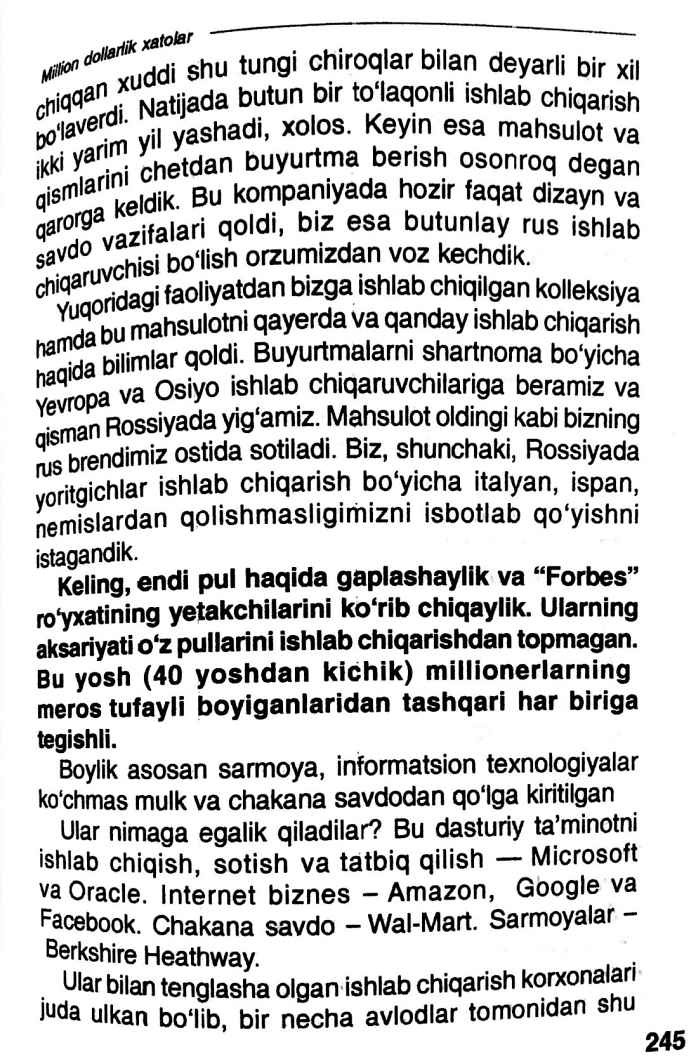 Million dollarlik xatolar
chiqqan xuddi shu tungi chiroqlar bilan deyarli bir xil
bo‘laverdi. Natijada butun bir to‘laqonli ishlab chiqarish
ikki yarim yil yashadi, xolos. Keyin esa mahsulot va
qismlarini chetdan buyurtma berish osonroq degan
qarorga keldik. Bu kompaniyada hozir faqat dizayn va
savdo vazifalari qoldi, biz esa butunlay rus ishlab
chiqaruvchisi bo‘lish orzumizdan voz kechdik.
Yuqoridagi faoliyatdan bizga ishlab chiqilgan kolleksiya
hamda bu mahsulotni qayerda va qanday ishlab chiqarish
haqida bilimlar qoldi. Buyurtmalarni shartnoma bo‘yicha
Yevropa va Osiyo ishlab chiqaruvchilariga beramiz va
qisman Rossiyada yig‘amiz. Mahsulot oldingi kabi bizning
rus brendimiz ostida sotiladi. Biz, shunchaki, Rossiyada
yoritgichlar ishlab chiqarish bo‘yicha italyan, ispan,
nemislardan qolishmasligimizni isbotlab qo‘yishni
istagandik.
Keling, endi pul haqida gaplashaylik va “Forbes”
ro‘yxatining yetakchilarini ko‘rib chiqaylik. Ularning
aksariyati o‘z pullarini ishlab chiqarishdan topmagan.
Bu yosh (40 yoshdan kichik) millionerlarning
meros tufayli boyiganlaridan tashqari har biriga
tegishli.
Boylik asosan sarmoya, informatsion texnologiyalar
ko‘chmas mulk va chakana savdodan qo‘lga kiritilgan
Ular nimaga egalik qiladilar? Bu dasturiy ta’minotni
ishlab chiqish, sotish va tatbiq qilish — Microsoft
va Oracle. Internet biznes – Amazon, Google va
Facebook. Chakana savdo – Wal-Mart. Sarmoyalar –
Berkshire Heathway.
Ular bilan tenglasha olgan ishlab chiqarish korxonalari
juda ulkan bo‘lib, bir necha avlodlar tomonidan shu
245